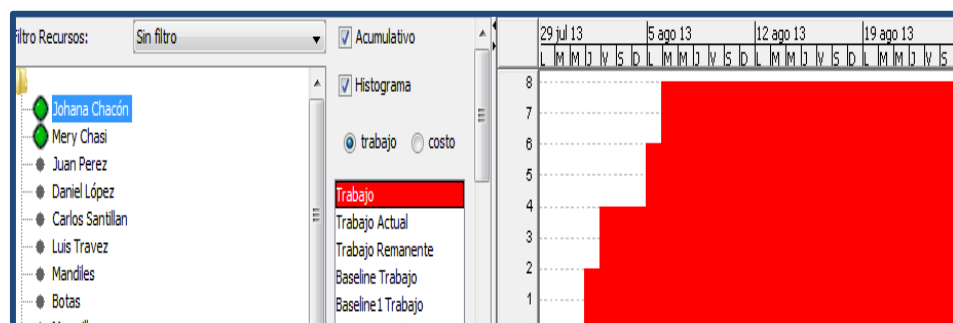 iltro Recursos:
Sin filtro
Johana Chacón
Mery Chasi
Juan Perez
Daniel López
Carlos Santillan
Luis Travez
Mandiles
Botas
Acumulativo
Histograma
trabajo costo
Trabajo
Trabajo Actual
Trabajo Remanente
Baseline Trabajo
Baseline1 Trabajo
29 jul 13 5 ago 13 12 ago 13 19 ago 13
L M M J V S D L M M J V S D L M M J V S D L M M J V S
8
7
6
5
4
3
2
1